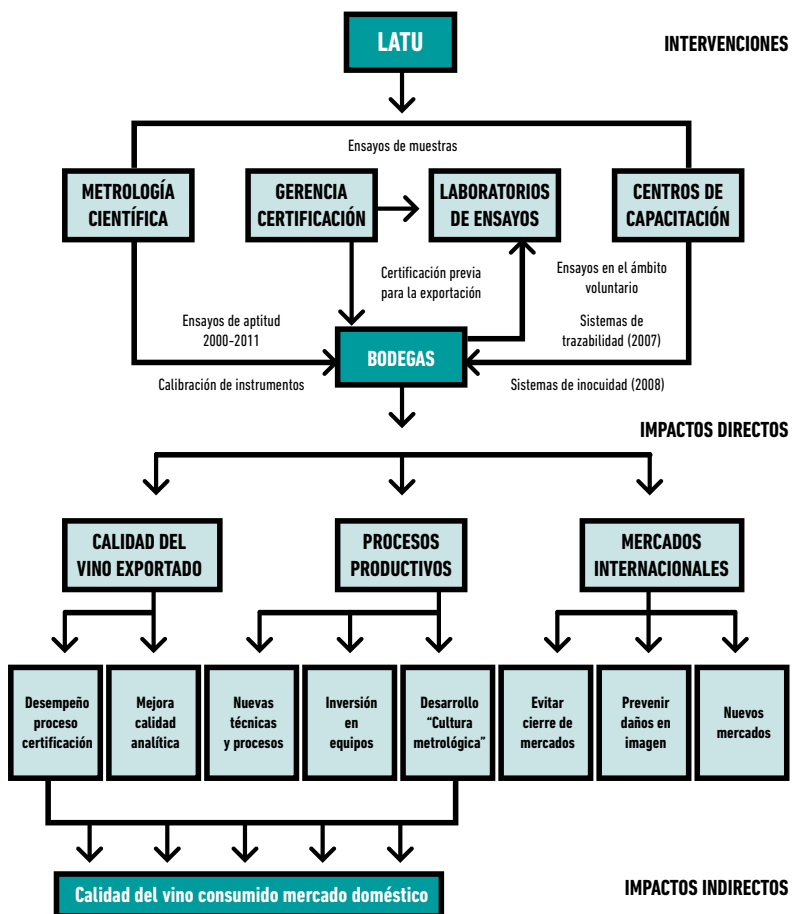 LATU
INTERVENCIONES
Ensayos de muestras
METROLOGÍA
CIENTÍFICA
GERENCIA
CERTIFICACIÓN
LABORATORIOS
DE ENSAYOS
CENTROS DE
CAPACITACIÓN
Certificación previa
para la exportación
Ensayos en el ámbito
voluntario
Ensayos de aptitud
2000-2011
Sistemas de
trazabilidad (2007)
BODEGAS
Calibración de instrumentos
Sistemas de inocuidad (2008)
IMPACTOS DIRECTOS
CALIDAD DEL
VINO EXPORTADO
PROCESOS
PRODUCTIVOS
MERCADOS
INTERNACIONALES
Desempeño
proceso
certificación
Mejora
calidad
analítica
Nuevas
técnicas
y procesos
Inversión
en
equipos
Desarrollo
“Cultura
metrológica”
Evitar
cierre de
mercados
Prevenir
daños en
imagen
Nuevos
mercados
Calidad del vino consumido mercado doméstico
IMPACTOS INDIRECTOS